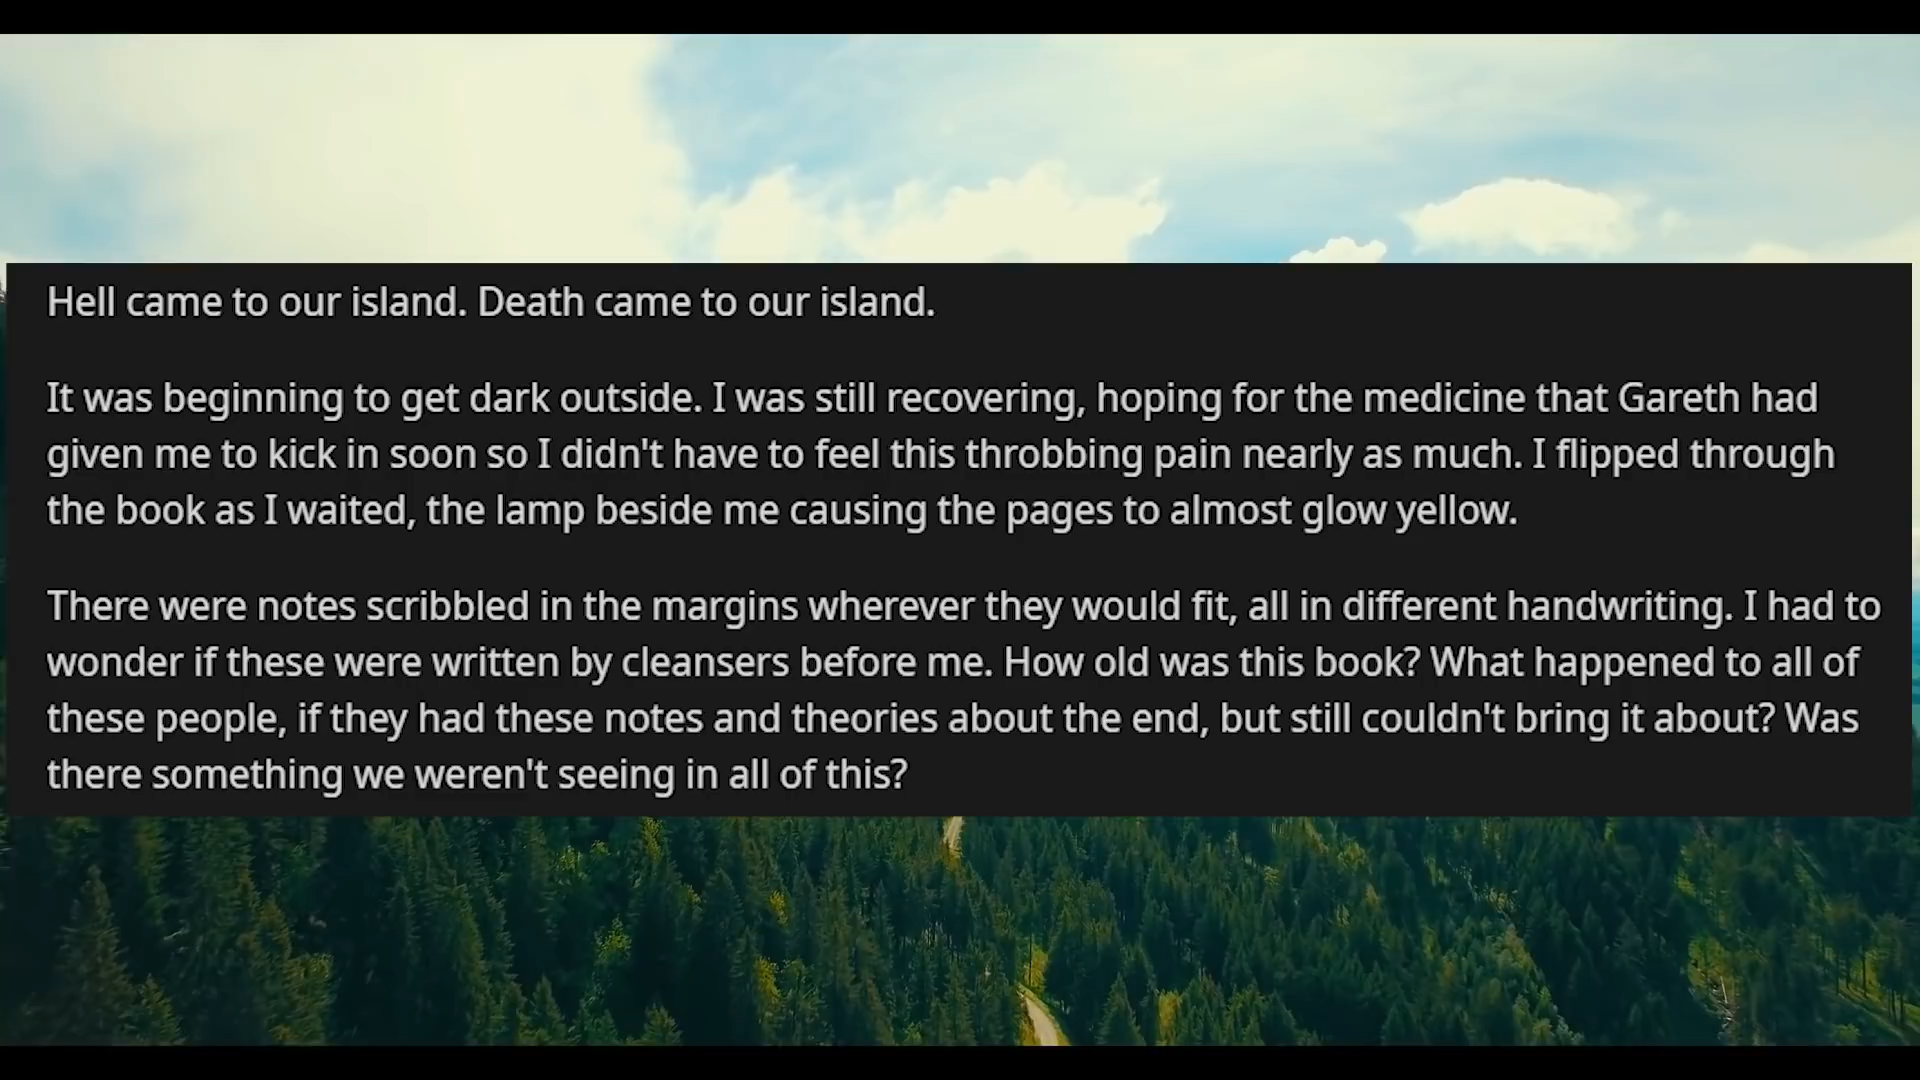 Hell came to our island. Death came to our island.
It was beginning to get dark outside. I was still recovering, hoping for the medicine that Gareth had
given me to kick in soon so I didn't have to feel this throbbing pain nearly as much. I flipped through
the book as I waited, the lamp beside me causing the pages to almost glow yellow.
There were notes scribbled in the margins wherever they would fit, all in different handwriting. I had to
wonder if these were written by cleansers before me. How old was this book? What happened to all of
these people, if they had these notes and theories about the end, but still couldn't bring it about? Was
there something we weren't seeing in all of this?